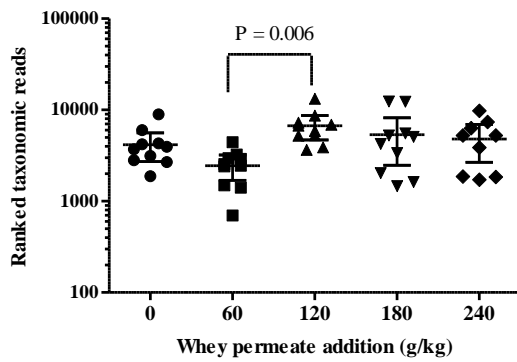 100000
P = 0.006
10000
1000
100
Ranked taxonomic reads
0 60 120 180 240
Whey permeate addition (g/kg)